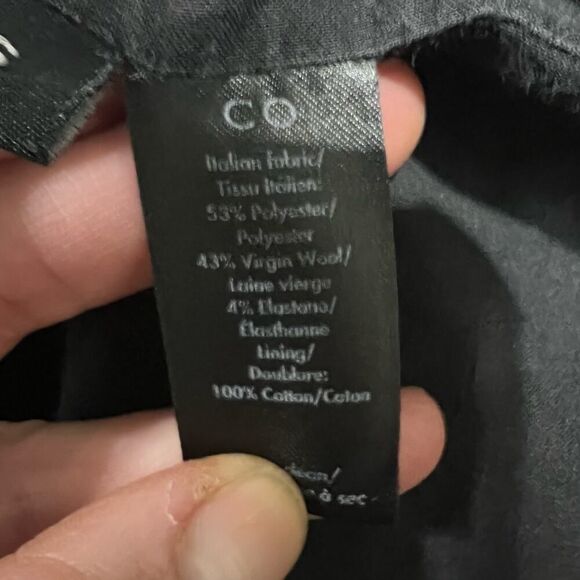 CO
Italian Fabric/
Tissu Italien:
53% Polyester/
Polyester
43% Virgin Wool/
Laine vierge
4% Elastane/
Élasthanne
Lining/
Doublure:
100% Cotton/Coton
à sec